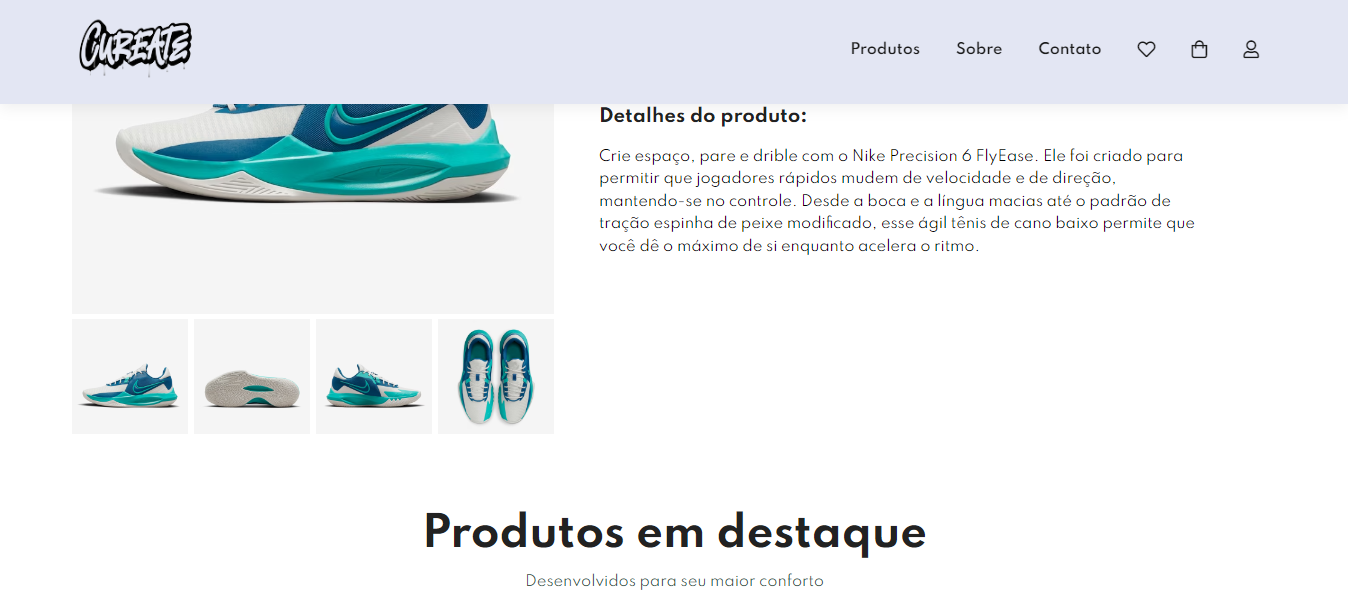 CUREATE
Produtos Sobre Contato
Detalhes do produto:
Crie espaço, pare e drible com o Nike Precision 6 FlyEase. Ele foi criado para
permitir que jogadores rápidos mudem de velocidade e de direção,
mantendo-se no controle. Desde a boca e a língua macias até o padrão de
tração espinha de peixe modificado, esse ágil tênis de cano baixo permite que
você dê o máximo de si enquanto acelera o ritmo.
Produtos em destaque
Desenvolvidos para seu maior conforto